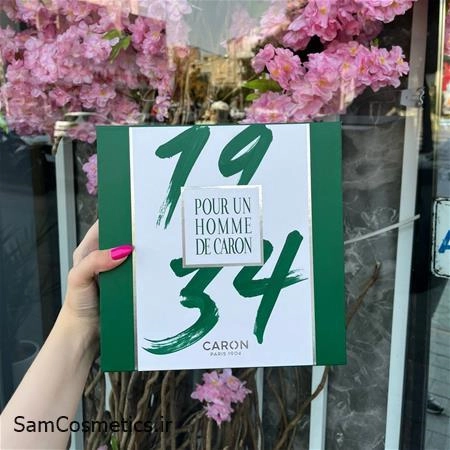 19
POUR UN
HOMME
DE CARON
34
CARON
PARIS 1904
SamCosmetics.ir